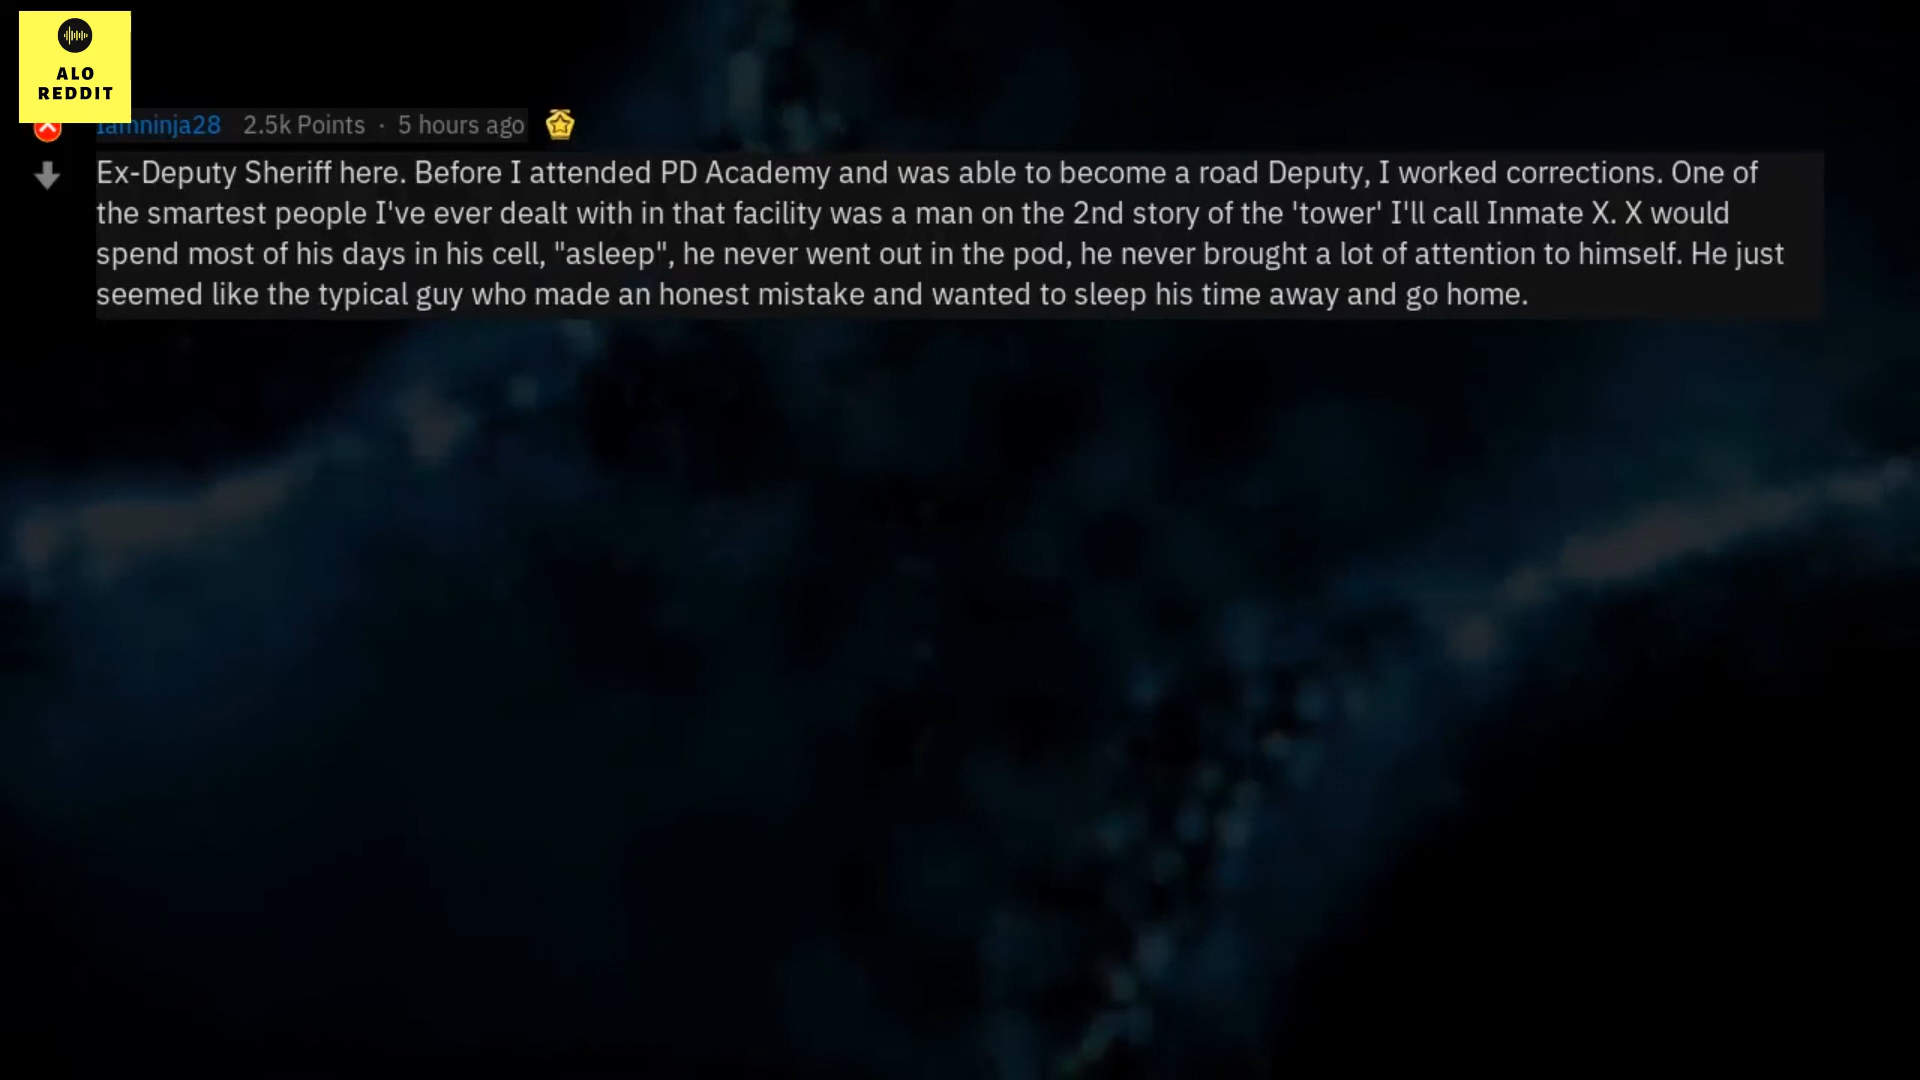 ALO
REDDIT
Iamninja28 2.5k Points · 5 hours ago
Ex-Deputy Sheriff here. Before I attended PD Academy and was able to become a road Deputy, I worked corrections. One of
the smartest people I've ever dealt with in that facility was a man on the 2nd story of the 'tower' I'll call Inmate X. X would
spend most of his days in his cell, "asleep", he never went out in the pod, he never brought a lot of attention to himself. He just
seemed like the typical guy who made an honest mistake and wanted to sleep his time away and go home.